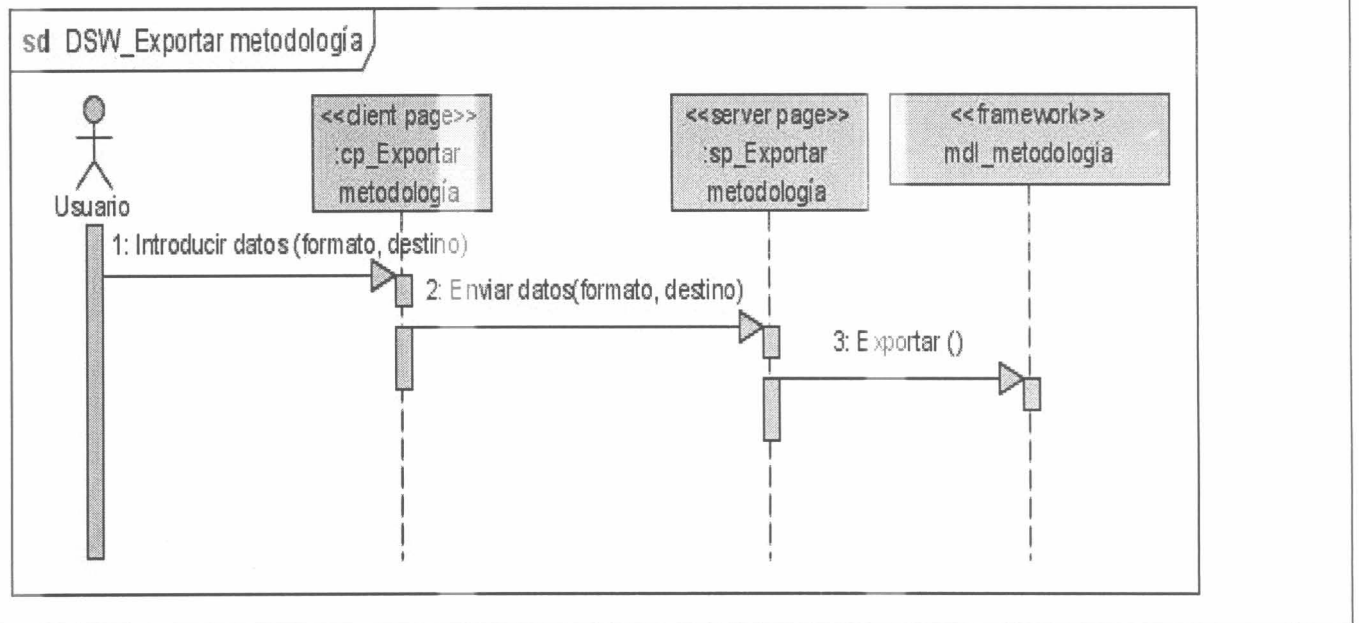 sd DSW_Exportar metodología
<<client page>>
:cp_Exportar
metodología
<<server page>>
:sp_Exportar
metodología
<<framework>>
mdl_metodologia
Usuario
1: Introducir datos (formato, destino)
2: Enviar datos(formato, destino)
3: Exportar ()